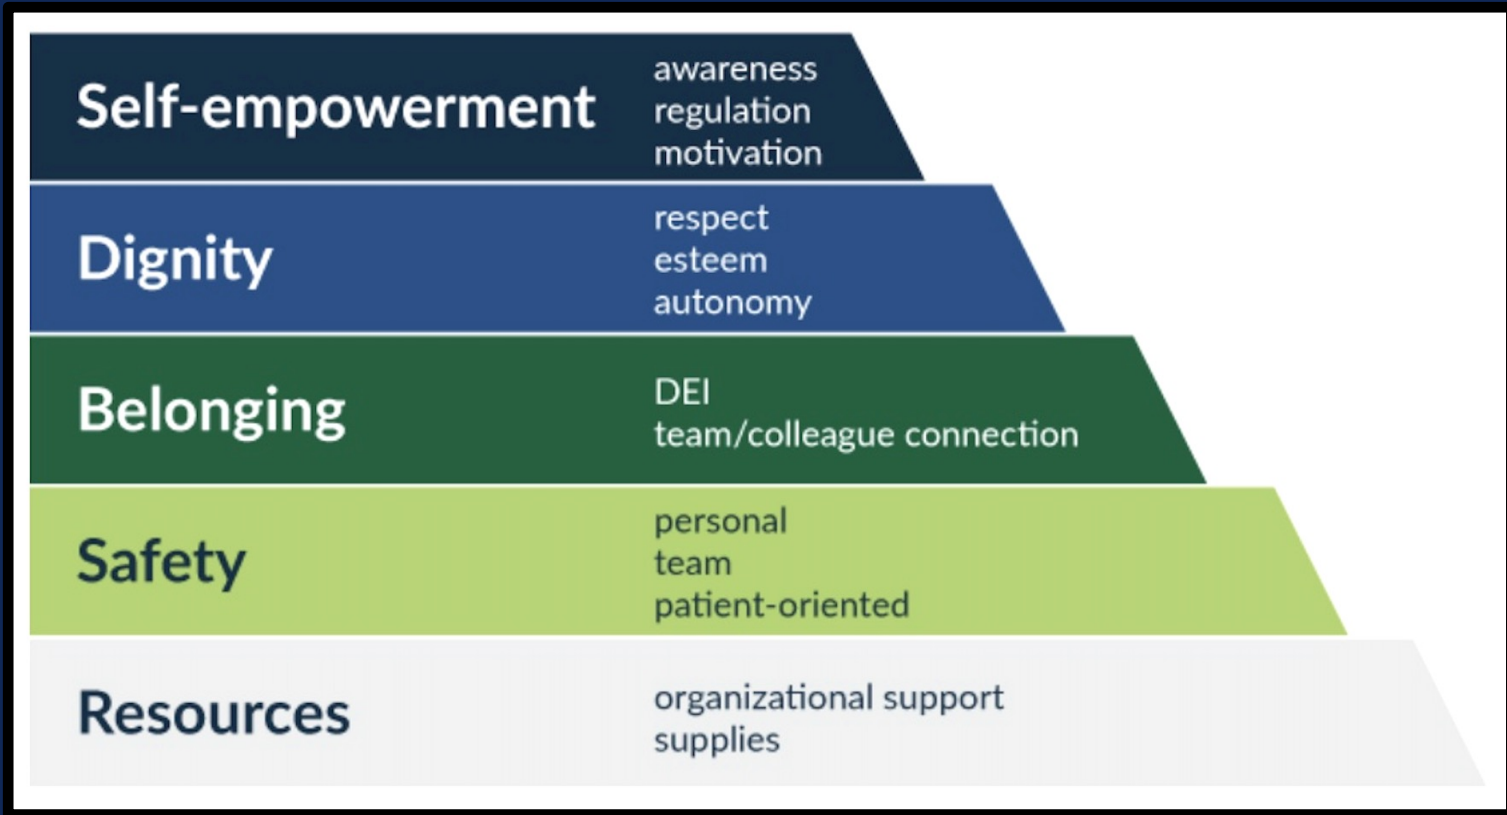 Self-empowerment
awareness
regulation
motivation
Dignity
respect
esteem
autonomy
Belonging
DEI
team/colleague connection
Safety
personal
team
patient-oriented
Resources
organizational support
supplies